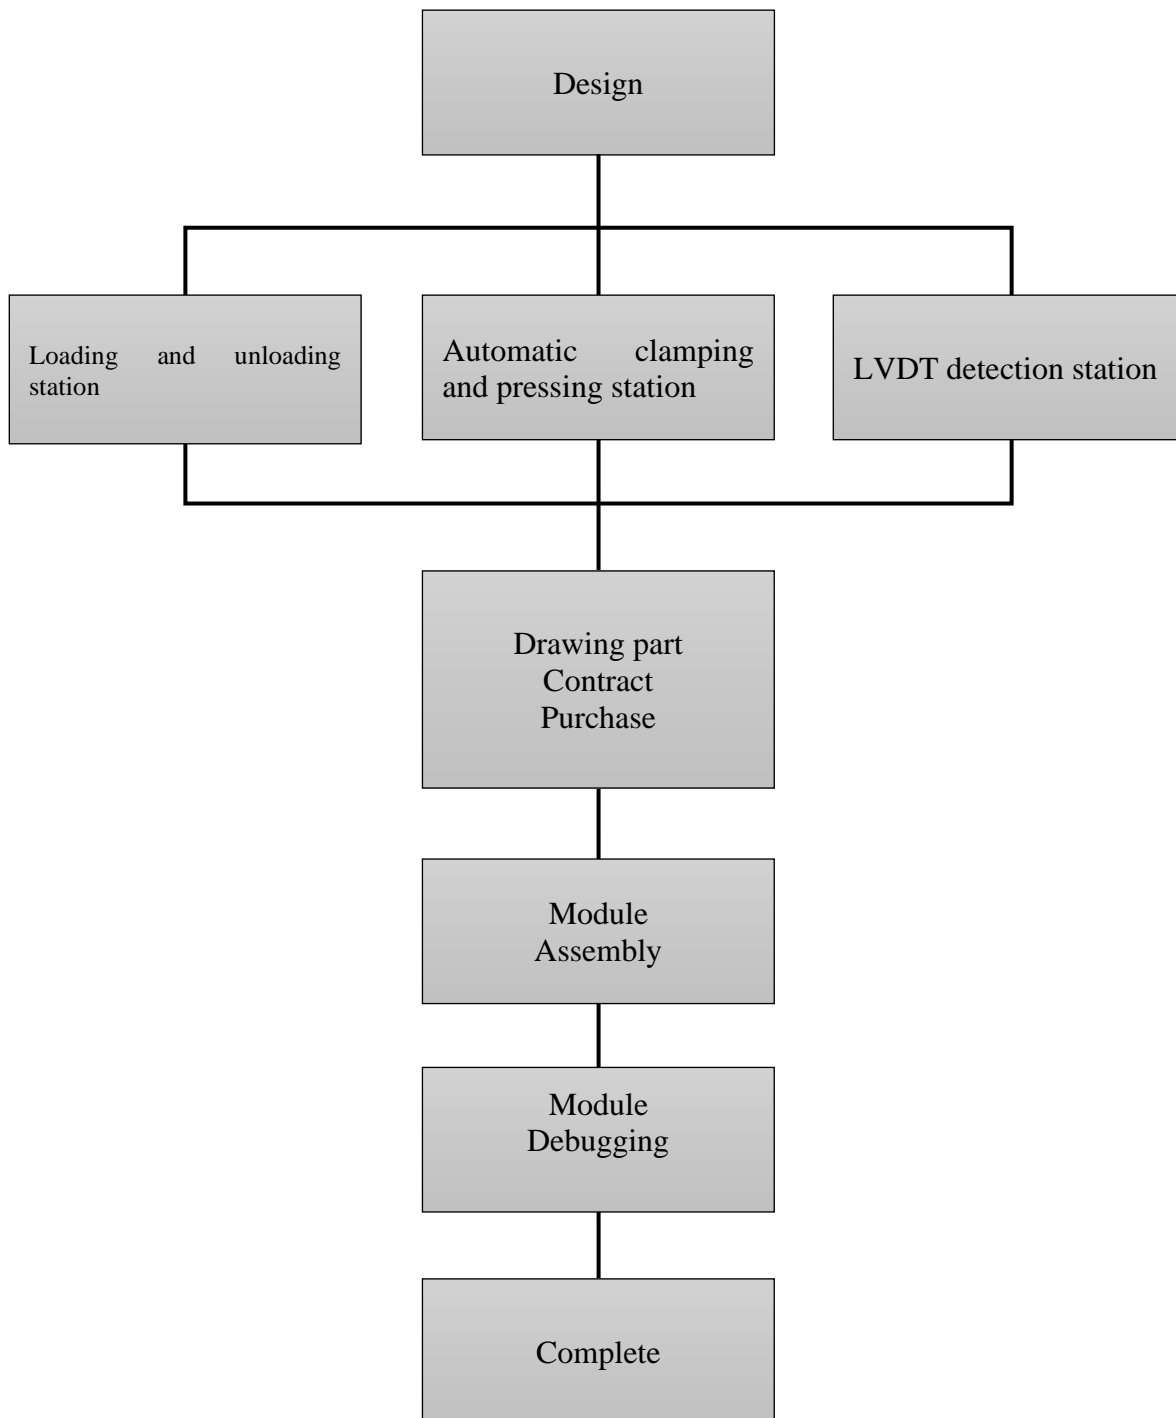 Design
Loading and unloading
station
Automatic clamping
and pressing station
LVDT detection station
Drawing part
Contract
Purchase
Module
Assembly
Module
Debugging
Complete